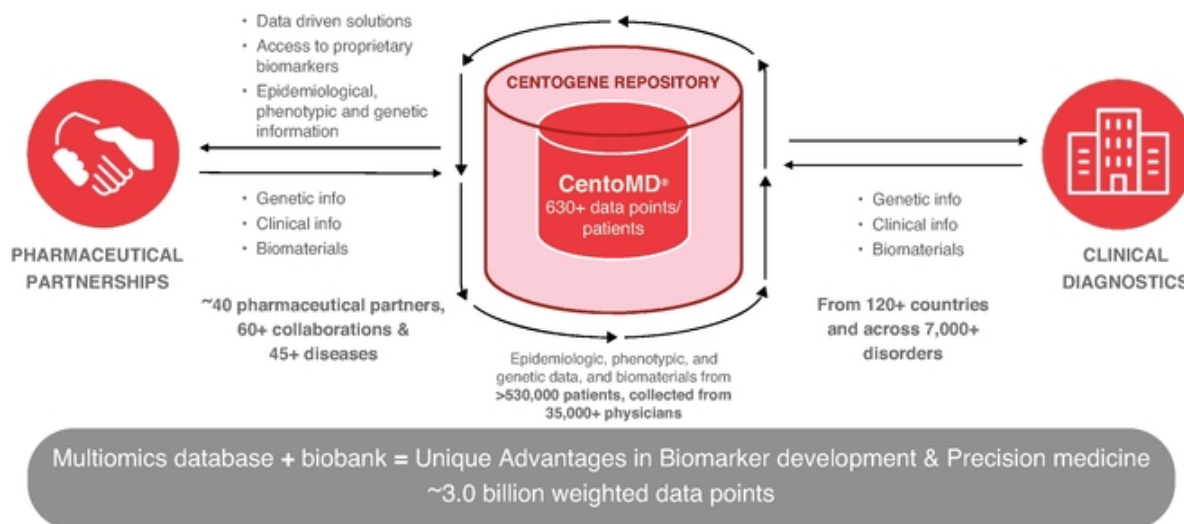 • Data driven solutions
• Access to proprietary
biomarkers
• Epidemiological,
phenotypic and genetic
information
• Genetic info
• Clinical info
• Biomaterials
PHARMACEUTICAL
PARTNERSHIPS
~40 pharmaceutical partners,
60+ collaborations &
45+ diseases
CENTOGENE REPOSITORY
CentoMD®
630+ data points/
patients
Epidemiologic, phenotypic, and
genetic data, and biomaterials from
>530,000 patients, collected from
35,000+ physicians
• Genetic info
• Clinical info
• Biomaterials
From 120+ countries
and across 7,000+
disorders
CLINICAL
DIAGNOSTICS
Multiomics database + biobank = Unique Advantages in Biomarker development & Precision medicine
~3.0 billion weighted data points